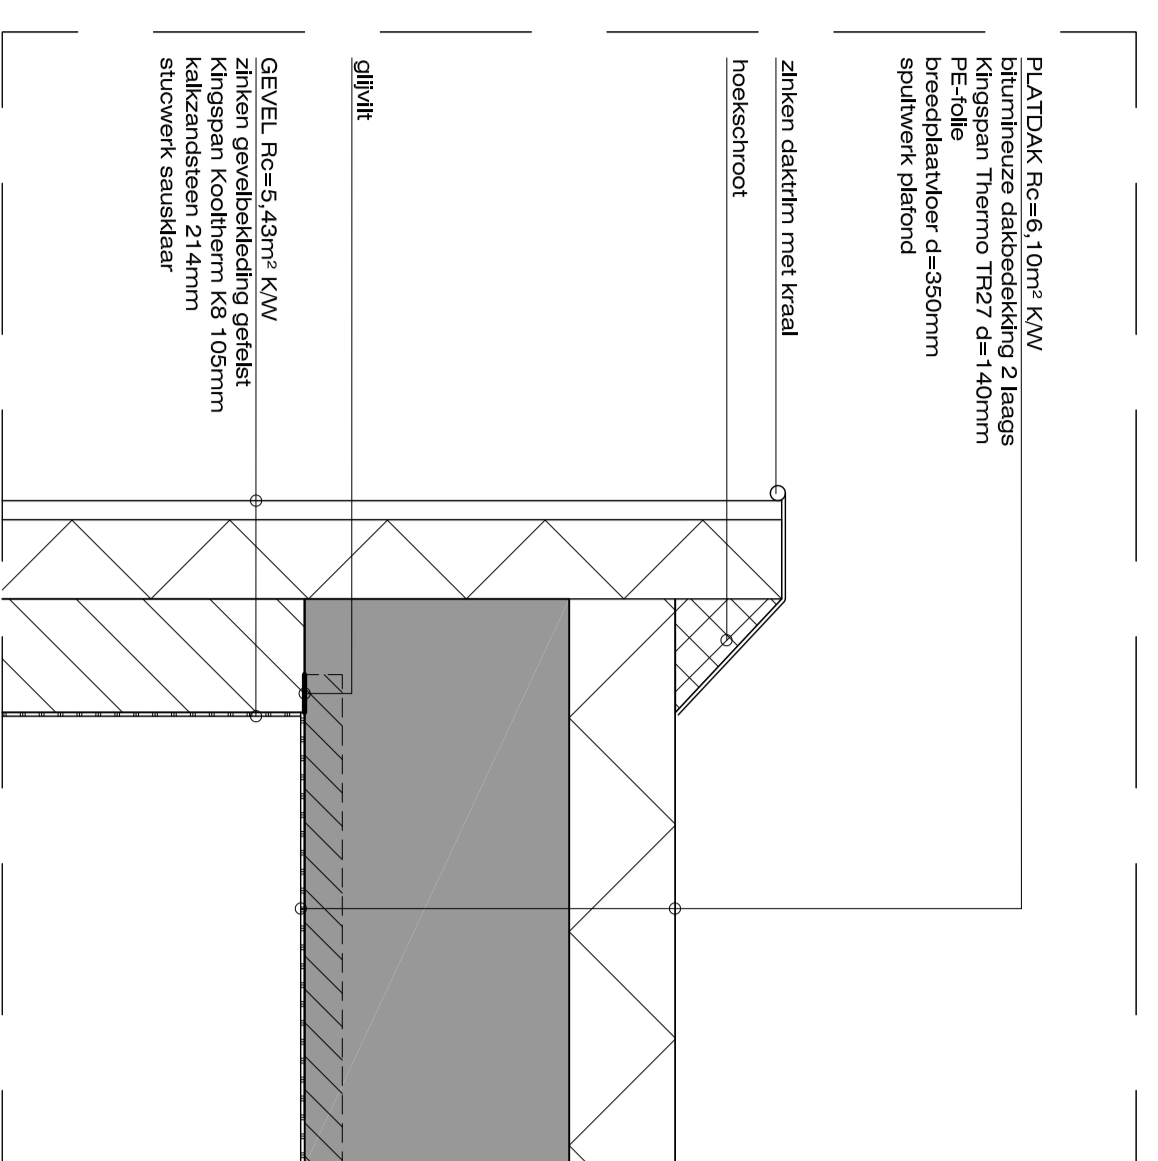 PLATDAK Rc=6,10m² K/W
bitumineuze dakbedekking 2 laags
Kingspan Thermo TR27 d=140mm
PE-folie
breedplaatvloer d=350mm
spuitwerk plafond
zinken daktrim met kraal
hoekschroot
glijvilt
GEVEL Rc=5,43m² K/W
zinken gevelbekleding gefelst
Kingspan Kooltherm K8 105mm
kalkzandsteen 214mm
stucwerk sausklaar